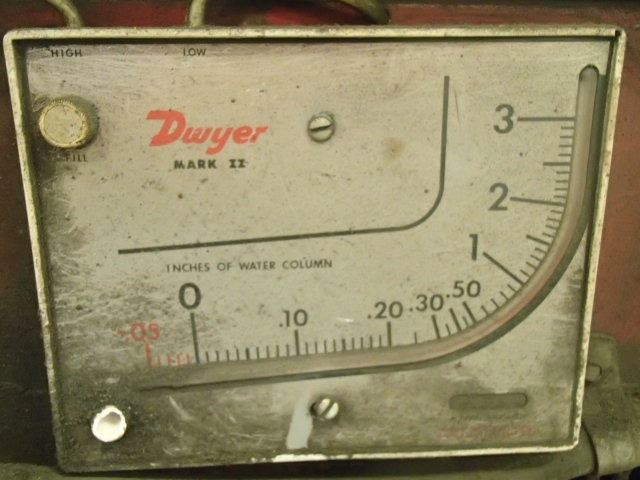 HIGH LOW
Dwyer
MARK II
FILL
INCHES OF WATER COLUMN
3
2
1
.05 0 .10 .20 .30 .50